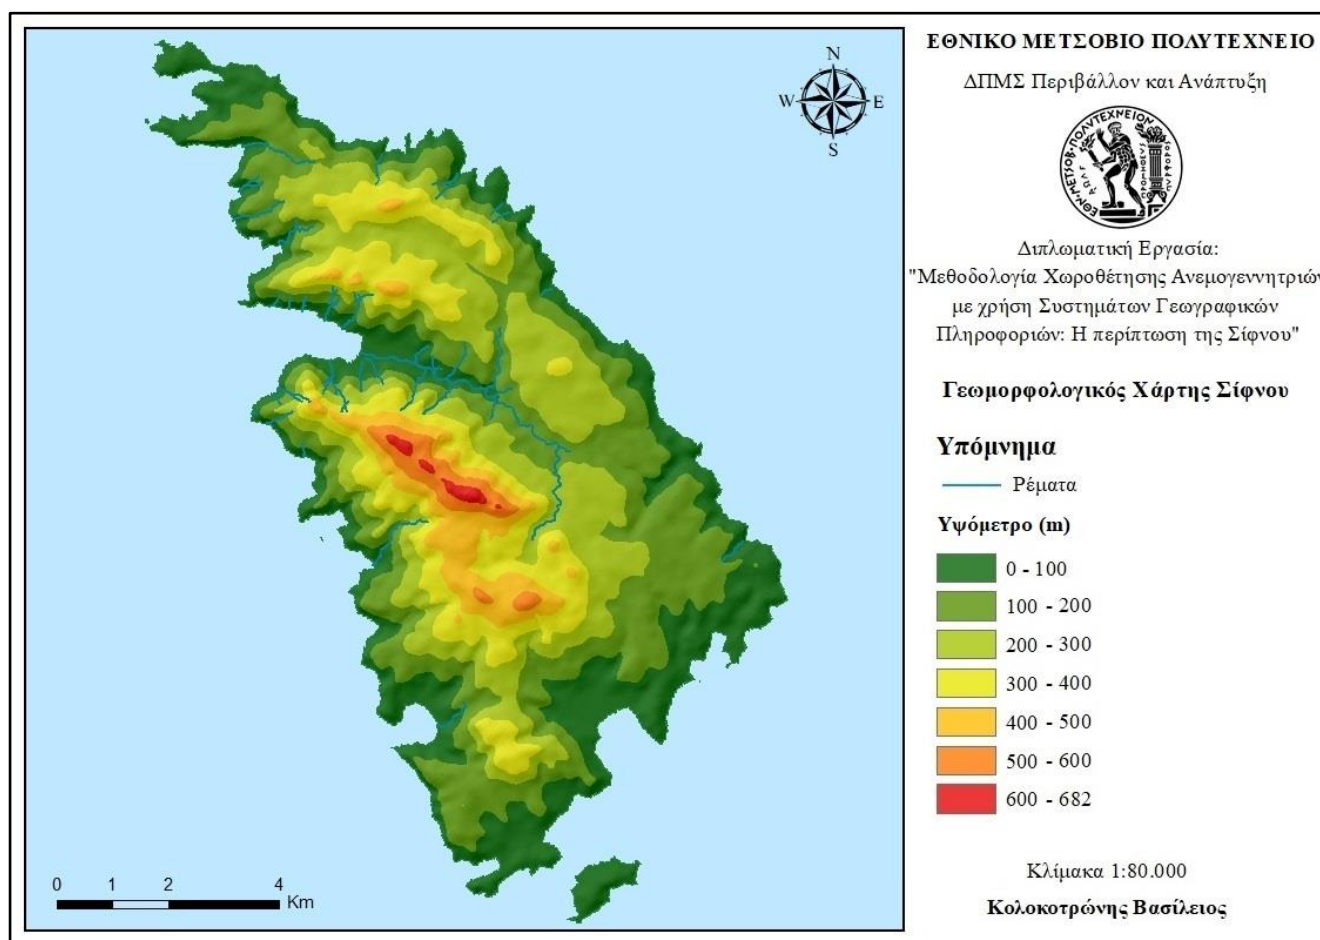 N
W
E
S
0
1
2
4
Km
ΕΘΝΙΚΟ ΜΕΤΣΟΒΙΟ ΠΟΛΥΤΕΧΝΕΙΟ
ΔΠΜΣ Περιβάλλον και Ανάπτυξη
Διπλωματική Εργασία:
"Μεθοδολογία Χωροθέτησης Ανεμογεννητριών
με χρήση Συστημάτων Γεωγραφικών
Πληροφοριών: Η περίπτωση της Σίφνου"
Γεωμορφολογικός Χάρτης Σίφνου
Υπόμνημα
Ρέματα
Υψόμετρο (m)
0 - 100
100 - 200
200 - 300
300 - 400
400 - 500
500 - 600
600 - 682
Κλίμακα 1:80.000
Κολοκοτρώνης Βασίλειος